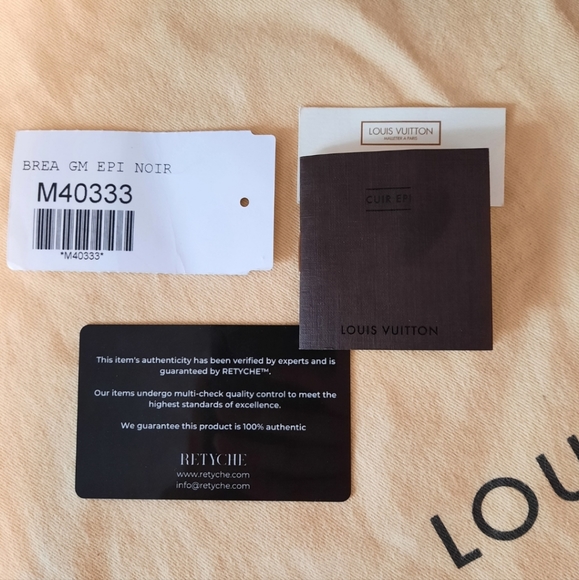 BREA GM EPI NOIR
M40333
*M40333*
LOUIS VUITTON
MALLETIER A PARIS
CUIR EPI
LOUIS VUITTON
This item's authenticity has been verified by experts and is
guaranteed by RETYCHE™.
Our items undergo multi-check quality control to meet the
highest standards of excellence.
We guarantee this product is 100% authentic
RETYCHE
www.retyche.com
info@retyche.com
LOU